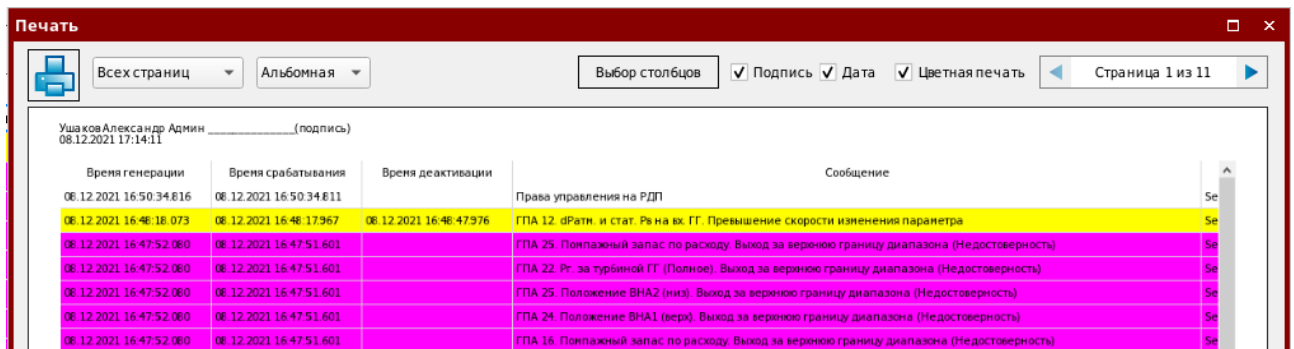 Печать
Всех страниц Альбомная Выбор столбцов Подпись Дата Цветная печать Страница 1 из 11
Ушаков Александр Админ ______________(подпись)
08.12.2021 17:14:11
Время генерации Время срабатывания Время деактивации Сообщение
08.12.2021 16:50:34.816 08.12.2021 16:50:34.811 Права управления на РДП Se
08.12.2021 16:48:18.073 08.12.2021 16:48:17.967 08.12.2021 16:48:47.976 ГПА 12. dPатм. и стат. Рв на вх. ГГ. Превышение скорости изменения параметра Se
08.12.2021 16:47:52.080 08.12.2021 16:47:51.601 ГПА 25. Помпажный запас по расходу. Выход за верхнюю границу диапазона (Недостоверность) Se
08.12.2021 16:47:52.080 08.12.2021 16:47:51.601 ГПА 22. Рг. за турбиной ГГ (Полное). Выход за верхнюю границу диапазона (Недостоверность) Se
08.12.2021 16:47:52.080 08.12.2021 16:47:51.601 ГПА 25. Положение ВНА2 (низ). Выход за верхнюю границу диапазона (Недостоверность) Se
08.12.2021 16:47:52.080 08.12.2021 16:47:51.601 ГПА 24. Положение ВНА1 (верх). Выход за верхнюю границу диапазона (Недостоверность) Se
08.12.2021 16:47:52.080 08.12.2021 16:47:51.601 ГПА 16. Помпажный запас по расходу. Выход за верхнюю границу диапазона (Недостоверность) Se